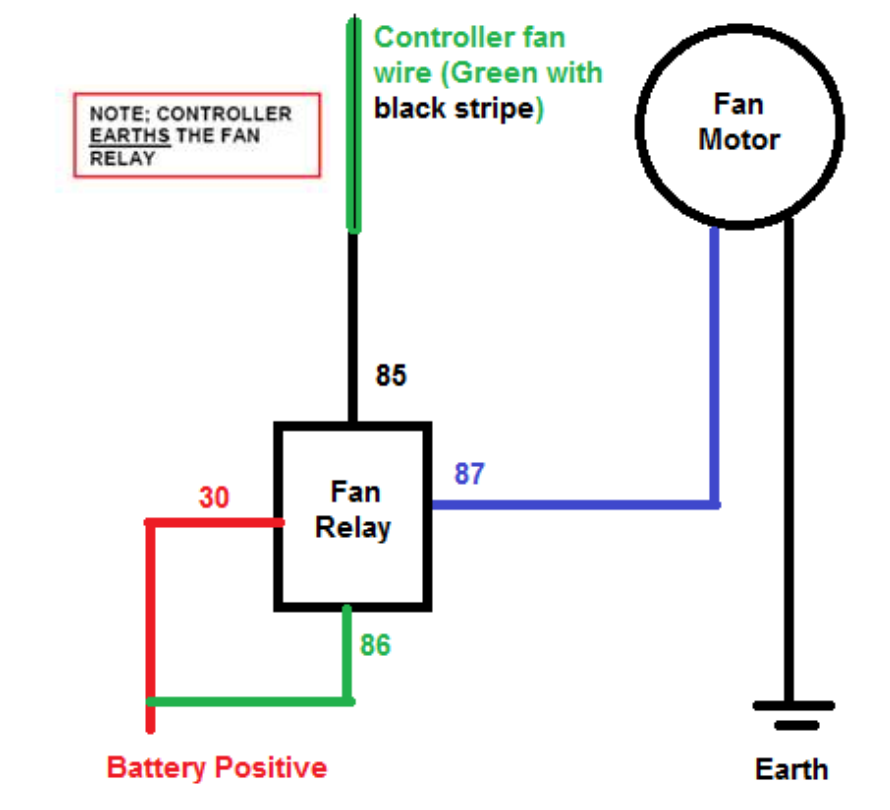 Controller fan
wire (Green with
black stripe)
NOTE; CONTROLLER
EARTHS THE FAN
RELAY
Fan
Motor
85
30
Fan
Relay
87
86
Battery Positive
Earth